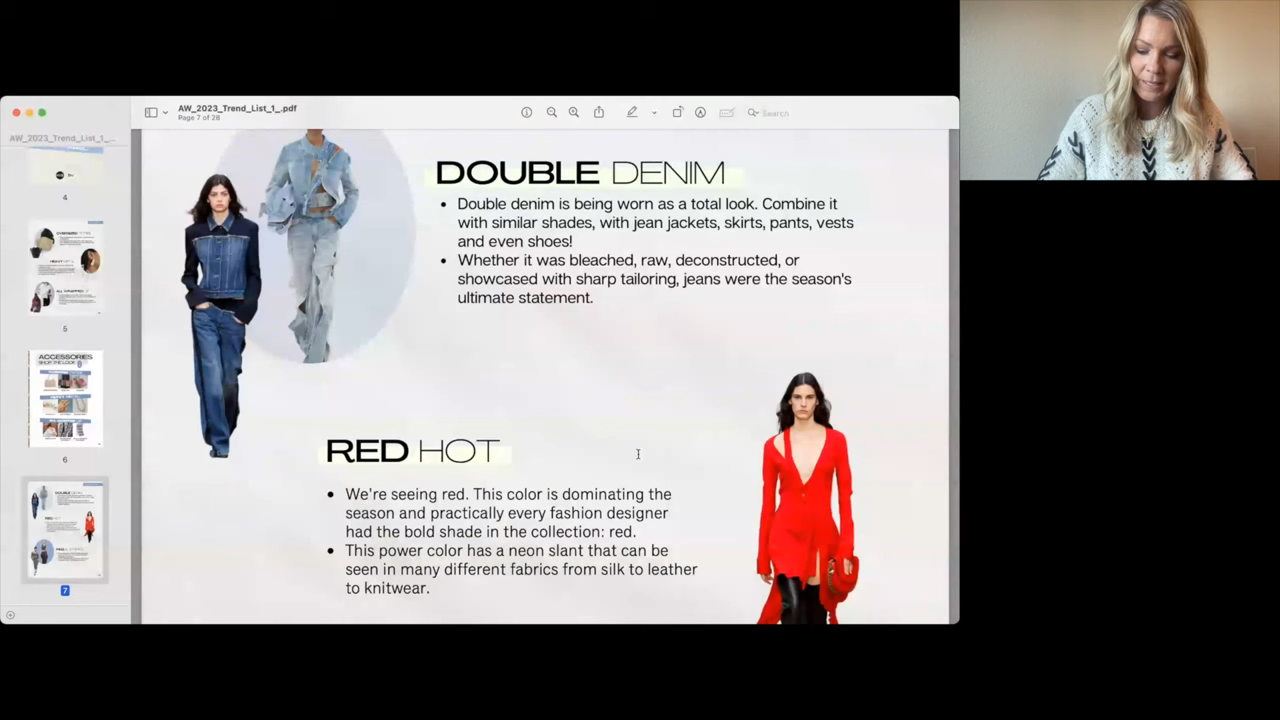 AW_2023_Trend_List_1_.pdf
Page 7 of 28
Search
AW_2023_Trend_List_1_...
4
5
ACCESSORIES
6
7
DOUBLE DENIM
• Double denim is being worn as a total look. Combine it
with similar shades, with jean jackets, skirts, pants, vests
and even shoes!
• Whether it was bleached, raw, deconstructed, or
showcased with sharp tailoring, jeans were the season's
ultimate statement.
RED HOT
• We're seeing red. This color is dominating the
season and practically every fashion designer
had the bold shade in the collection: red.
• This power color has a neon slant that can be
seen in many different fabrics from silk to leather
to knitwear.